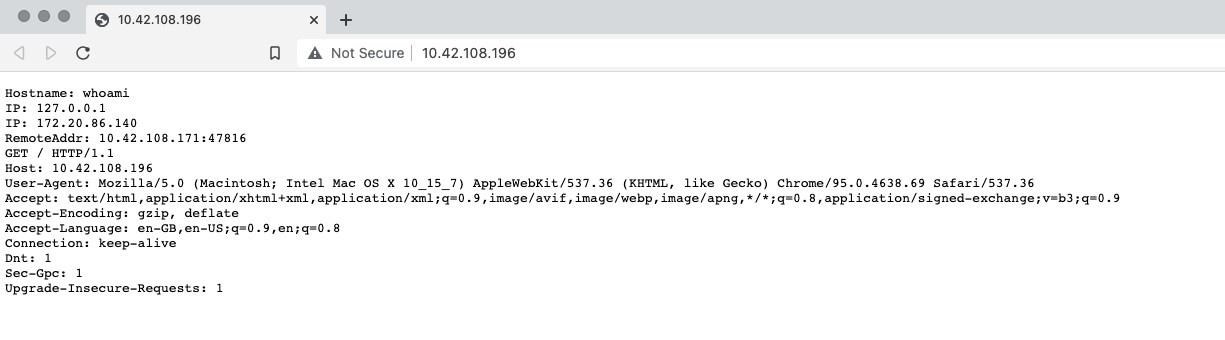 10.42.108.196
Not Secure 10.42.108.196
Hostname: whoami
IP: 127.0.0.1
IP: 172.20.86.140
RemoteAddr: 10.42.108.171:47816
GET / HTTP/1.1
Host: 10.42.108.196
User-Agent: Mozilla/5.0 (Macintosh; Intel Mac OS X 10_15_7) AppleWebKit/537.36 (KHTML, like Gecko) Chrome/95.0.4638.69 Safari/537.36
Accept: text/html,application/xhtml+xml,application/xml;q=0.9,image/avif,image/webp,image/apng,*/*;q=0.8,application/signed-exchange;v=b3;q=0.9
Accept-Encoding: gzip, deflate
Accept-Language: en-GB,en-US;q=0.9,en;q=0.8
Connection: keep-alive
Dnt: 1
Sec-Gpc: 1
Upgrade-Insecure-Requests: 1